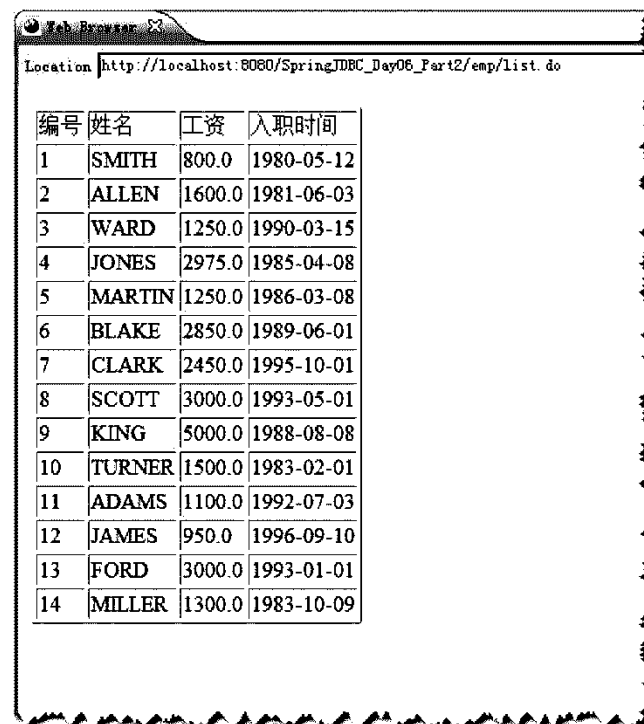 Web Browser
Location http://localhost:8080/SpringJDBC_Day06_Part2/emp/list.do
编号 姓名 工资 入职时间
1 SMITH 800.0 1980-05-12
2 ALLEN 1600.0 1981-06-03
3 WARD 1250.0 1990-03-15
4 JONES 2975.0 1985-04-08
5 MARTIN 1250.0 1986-03-08
6 BLAKE 2850.0 1989-06-01
7 CLARK 2450.0 1995-10-01
8 SCOTT 3000.0 1993-05-01
9 KING 5000.0 1988-08-08
10 TURNER 1500.0 1983-02-01
11 ADAMS 1100.0 1992-07-03
12 JAMES 950.0 1996-09-10
13 FORD 3000.0 1993-01-01
14 MILLER 1300.0 1983-10-09